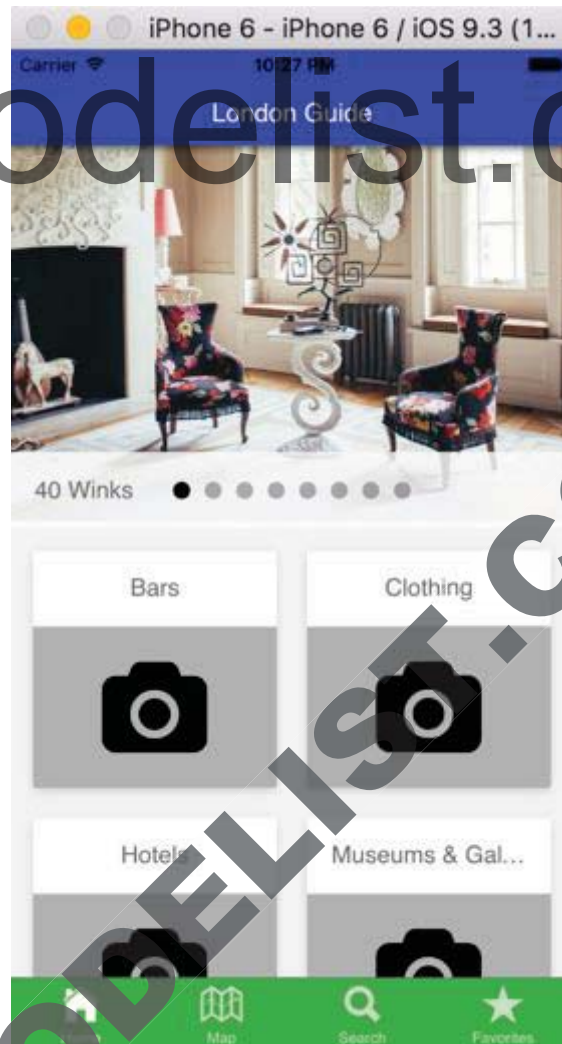 iPhone 6 - iPhone 6 / iOS 9.3 (1...
Carrier 10:27 PM
London Guide
40 Winks
Bars Clothing
Hotels Museums & Gal...
Home Map Search Favorites